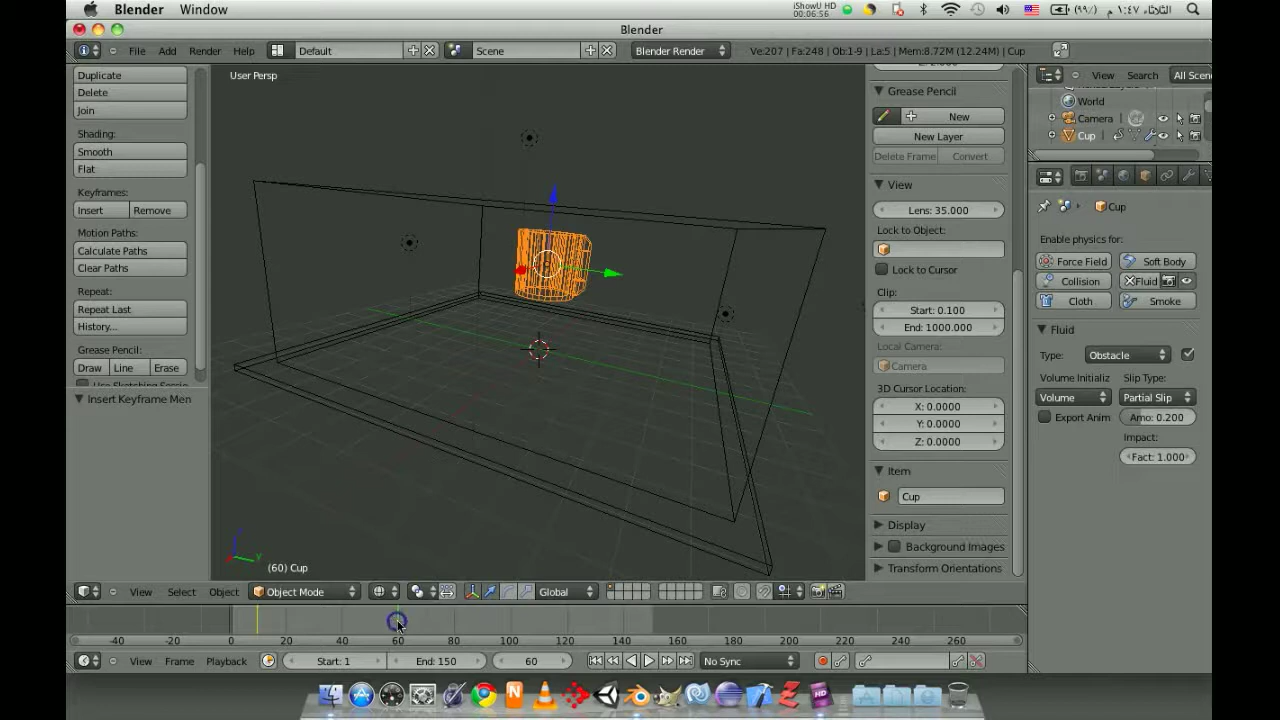 Blender Window iShowU HD 00:06:56 (٩٩٪) الثلاثاء ١:٤٧ م
Blender
File Add Render Help Default Scene Blender Render Ve:207 | Fa:248 | Ob:1-9 | La:5 | Mem:8.72M (12.24M) | Cup
Duplicate
Delete
Join
Shading:
Smooth
Flat
Keyframes:
Insert Remove
Motion Paths:
Calculate Paths
Clear Paths
Repeat:
Repeat Last
History...
Grease Pencil:
Draw Line Erase
Insert Keyframe Men
User Persp
(60) Cup
Grease Pencil
New
New Layer
Delete Frame Convert
View
Lens: 35.000
Lock to Object:
Lock to Cursor
Clip:
Start: 0.100
End: 1000.000
Local Camera:
Camera
3D Cursor Location:
X: 0.0000
Y: 0.0000
Z: 0.0000
Item
Cup
Display
Background Images
Transform Orientations
View Search All Scen
World
Camera
Cup
Cup
Enable physics for:
Force Field Soft Body
Collision Fluid
Cloth Smoke
Fluid
Type: Obstacle
Volume Initializ Slip Type:
Volume Partial Slip
Export Anim Amo: 0.200
Impact:
Fact: 1.000
View Select Object Object Mode Global
-40 -20 0 20 40 60 80 100 120 140 160 180 200 220 240 260
View Frame Playback Start: 1 End: 150 60 No Sync